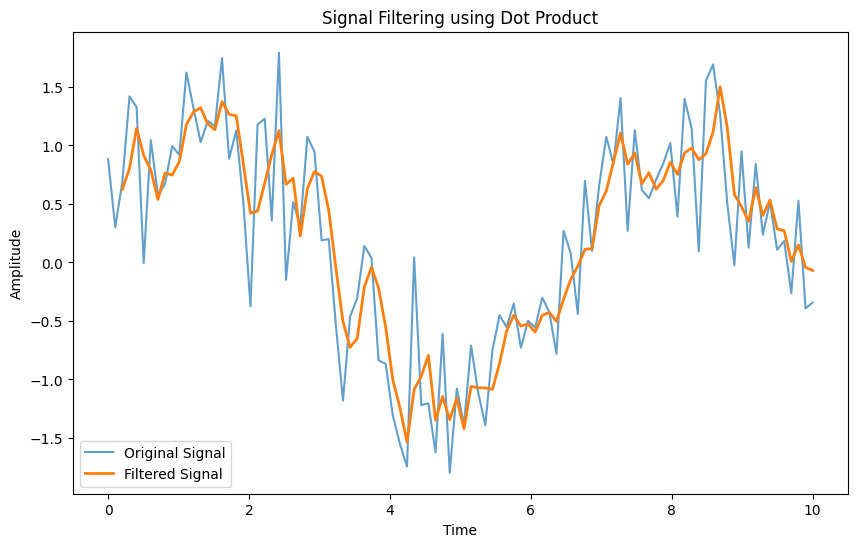 Signal Filtering using Dot Product
Amplitude
1.5
1.0
0.5
0.0
−0.5
−1.0
−1.5
Original Signal
Filtered Signal
0 2 4 6 8 10
Time